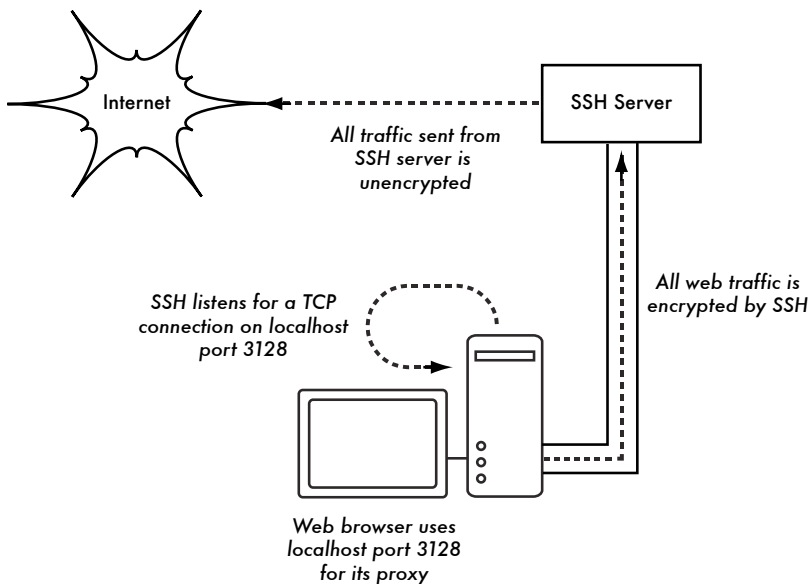 Internet
SSH Server
All traffic sent from
SSH server is
unencrypted
All web traffic is
encrypted by SSH
SSH listens for a TCP
connection on localhost
port 3128
Web browser uses
localhost port 3128
for its proxy